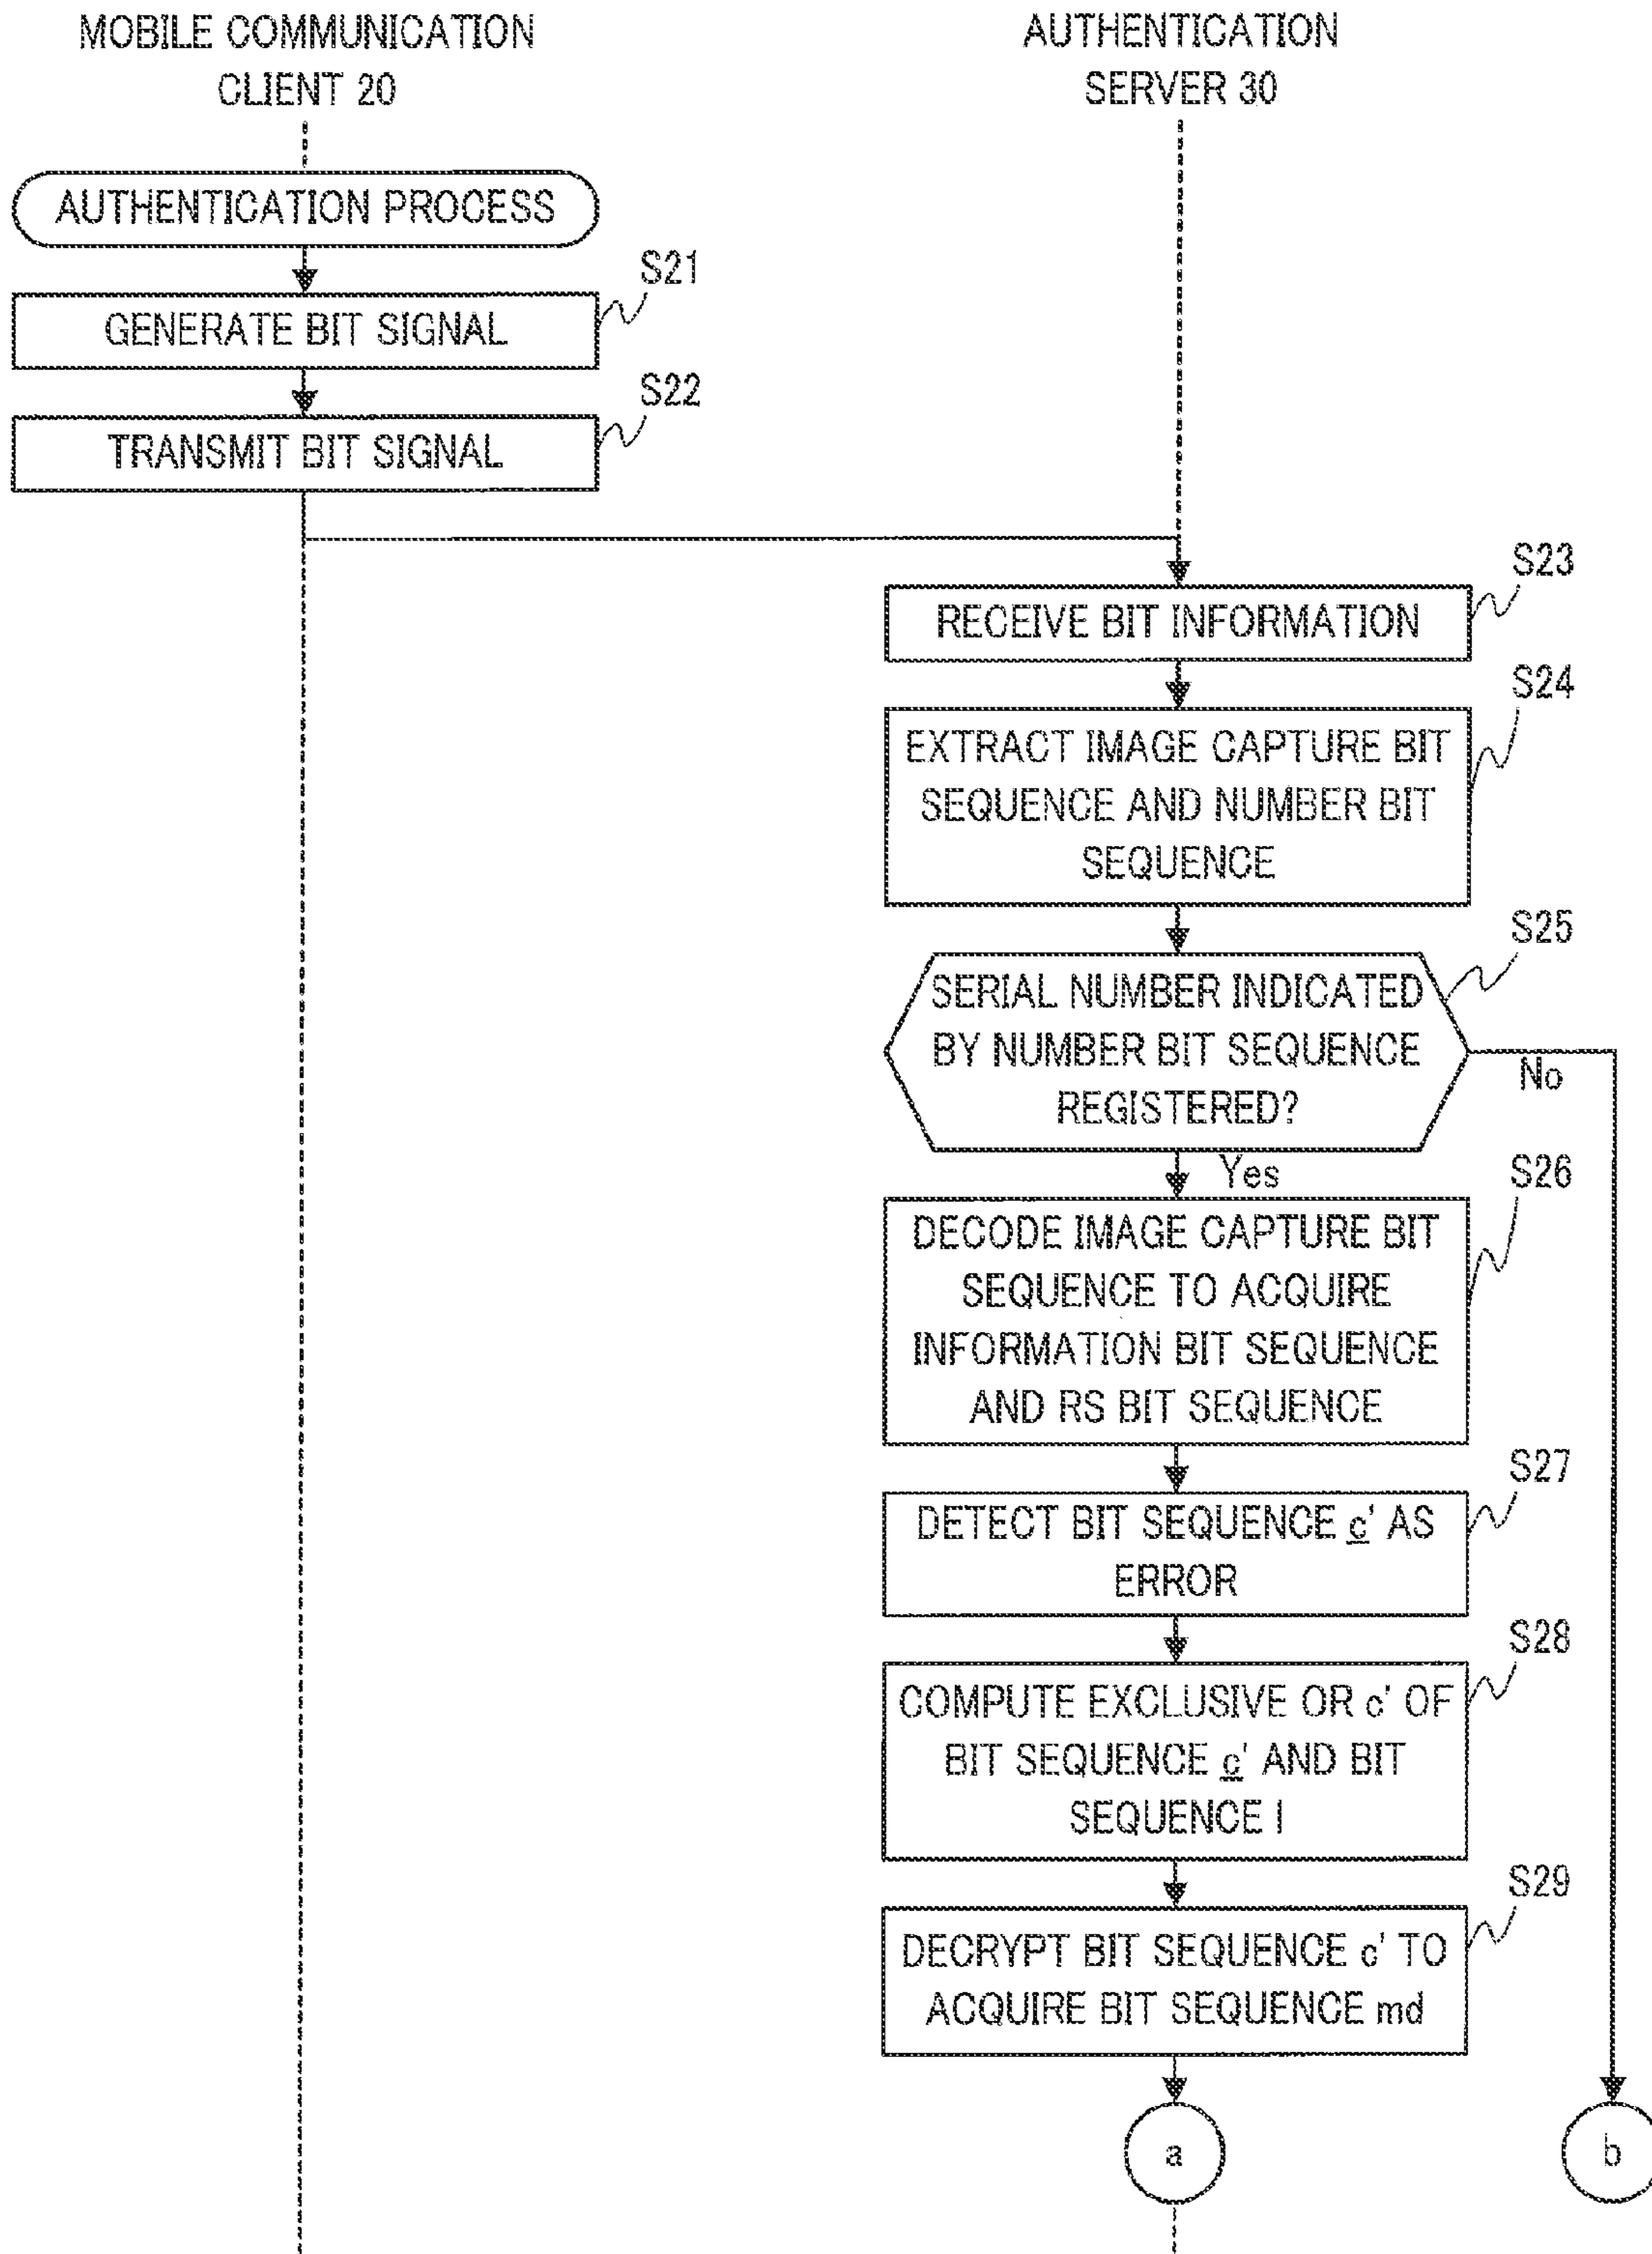 MOBILE COMMUNICATION
CLIENT 20
AUTHENTICATION
SERVER 30
AUTHENTICATION PROCESS
S21
GENERATE BIT SIGNAL
S22
TRANSMIT BIT SIGNAL
S23
RECEIVE BIT INFORMATION
S24
EXTRACT IMAGE CAPTURE BIT
SEQUENCE AND NUMBER BIT
SEQUENCE
S25
SERIAL NUMBER INDICATED
BY NUMBER BIT SEQUENCE
REGISTERED?
No
Yes
S26
DECODE IMAGE CAPTURE BIT
SEQUENCE TO ACQUIRE
INFORMATION BIT SEQUENCE
AND RS BIT SEQUENCE
S27
DETECT BIT SEQUENCE c' AS
ERROR
S28
COMPUTE EXCLUSIVE OR c' OF
BIT SEQUENCE c' AND BIT
SEQUENCE I
S29
DECRYPT BIT SEQUENCE c' TO
ACQUIRE BIT SEQUENCE md
a
b